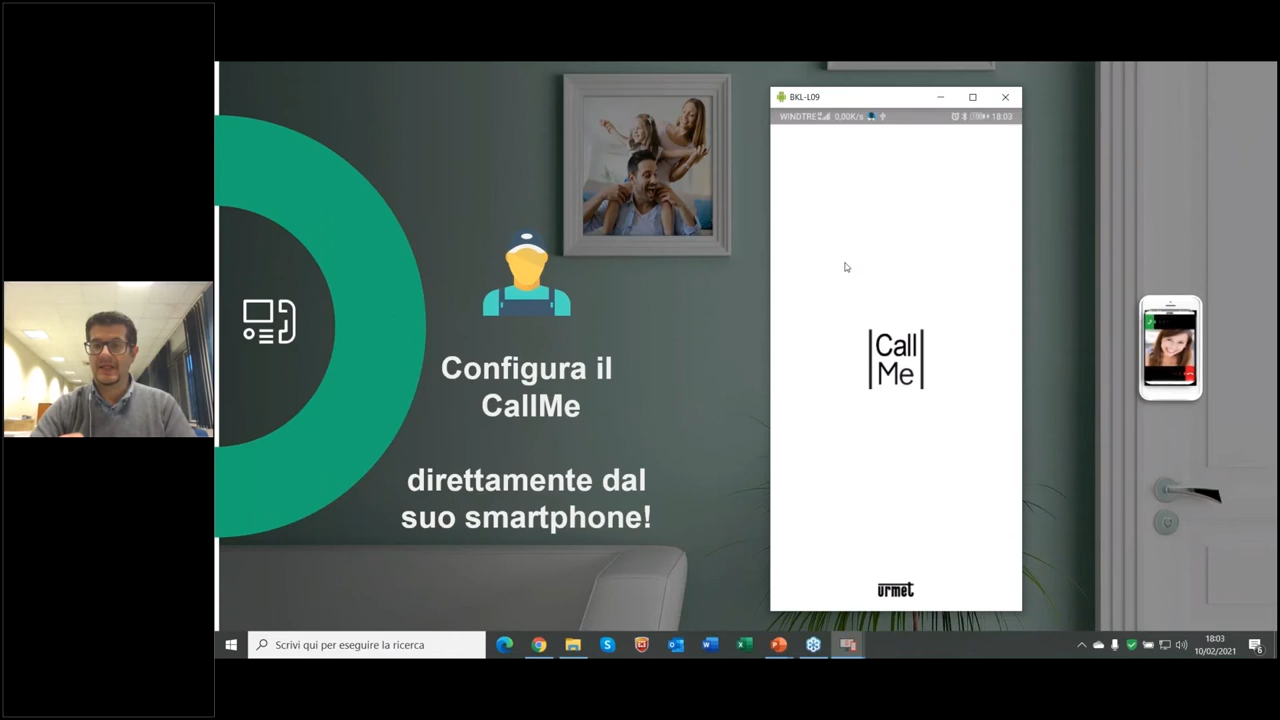 BKL-L09
WINDTRE 0,00K/s 18:03
Call
Me
urmet
Configura il
CallMe
direttamente dal
suo smartphone!
Scrivi qui per eseguire la ricerca
18:03
10/02/2021
6